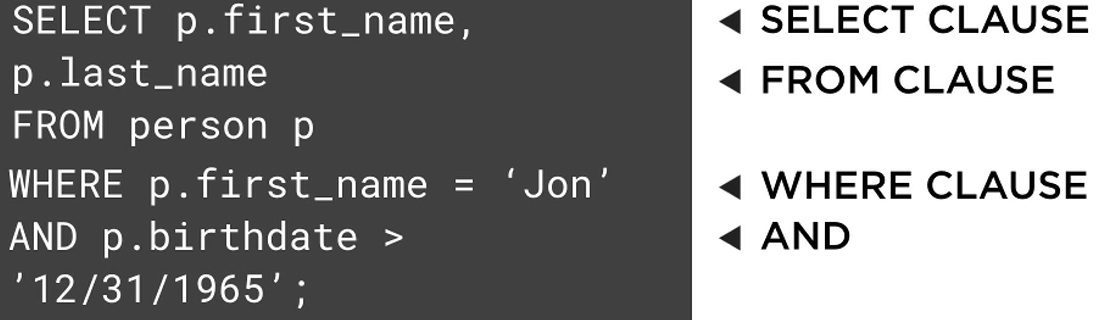 SELECT p.first_name,
p.last_name
FROM person p
WHERE p.first_name = ‘Jon’
AND p.birthdate >
’12/31/1965’;
◀ SELECT CLAUSE
◀ FROM CLAUSE
◀ WHERE CLAUSE
◀ AND